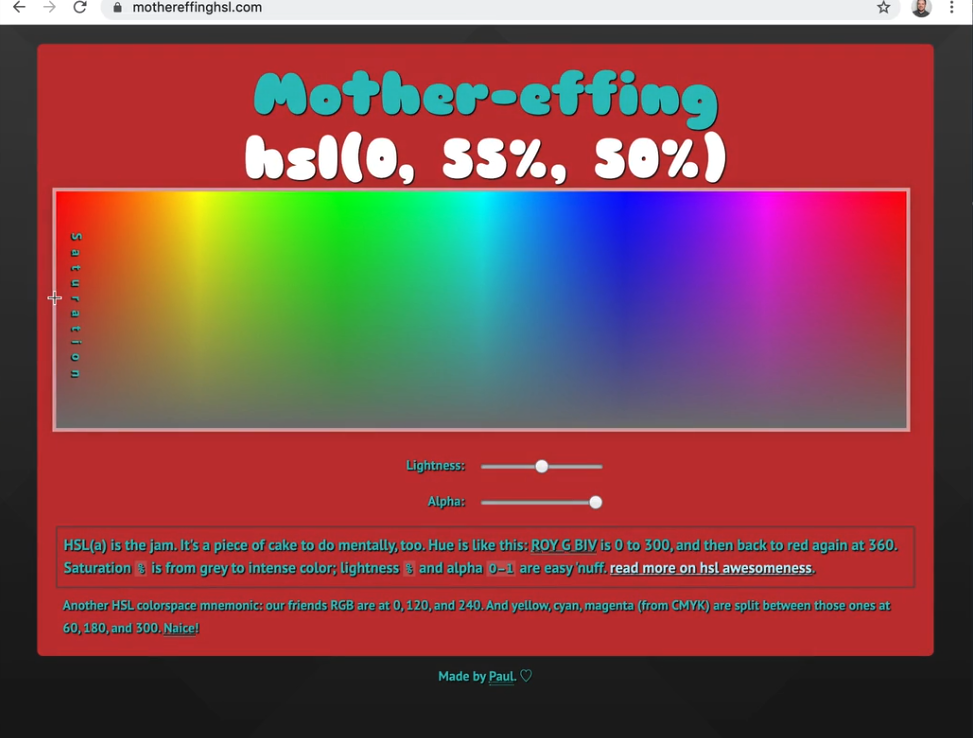 mothereffinghsl.com
Mother-effing
hsl(0, 55%, 50%)
Saturation
Lightness:
Alpha:
HSL(a) is the jam. It's a piece of cake to do mentally, too. Hue is like this: ROY G BIV is 0 to 300, and then back to red again at 360.
Saturation % is from grey to intense color; lightness % and alpha 0-1 are easy 'nuff. read more on hsl awesomeness.
Another HSL colorspace mnemonic: our friends RGB are at 0, 120, and 240. And yellow, cyan, magenta (from CMYK) are split between those ones at
60, 180, and 300. Naice!
Made by Paul. ♡